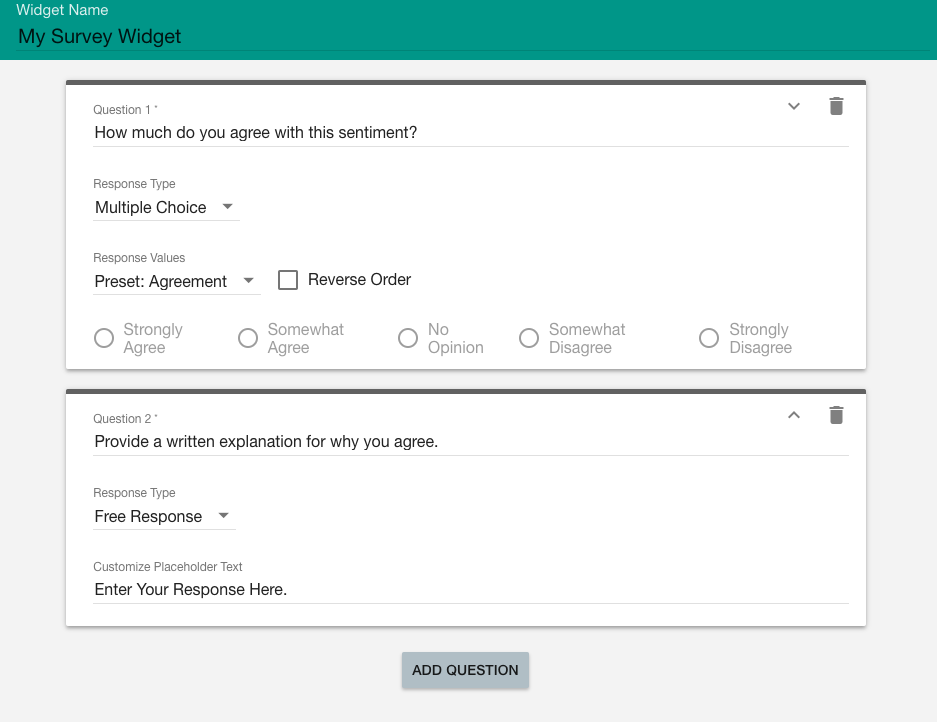 Widget Name
My Survey Widget
Question 1 *
How much do you agree with this sentiment?
Response Type
Multiple Choice
Response Values
Preset: Agreement
Reverse Order
Strongly
Agree
Somewhat
Agree
No
Opinion
Somewhat
Disagree
Strongly
Disagree
Question 2 *
Provide a written explanation for why you agree.
Response Type
Free Response
Customize Placeholder Text
Enter Your Response Here.
ADD QUESTION